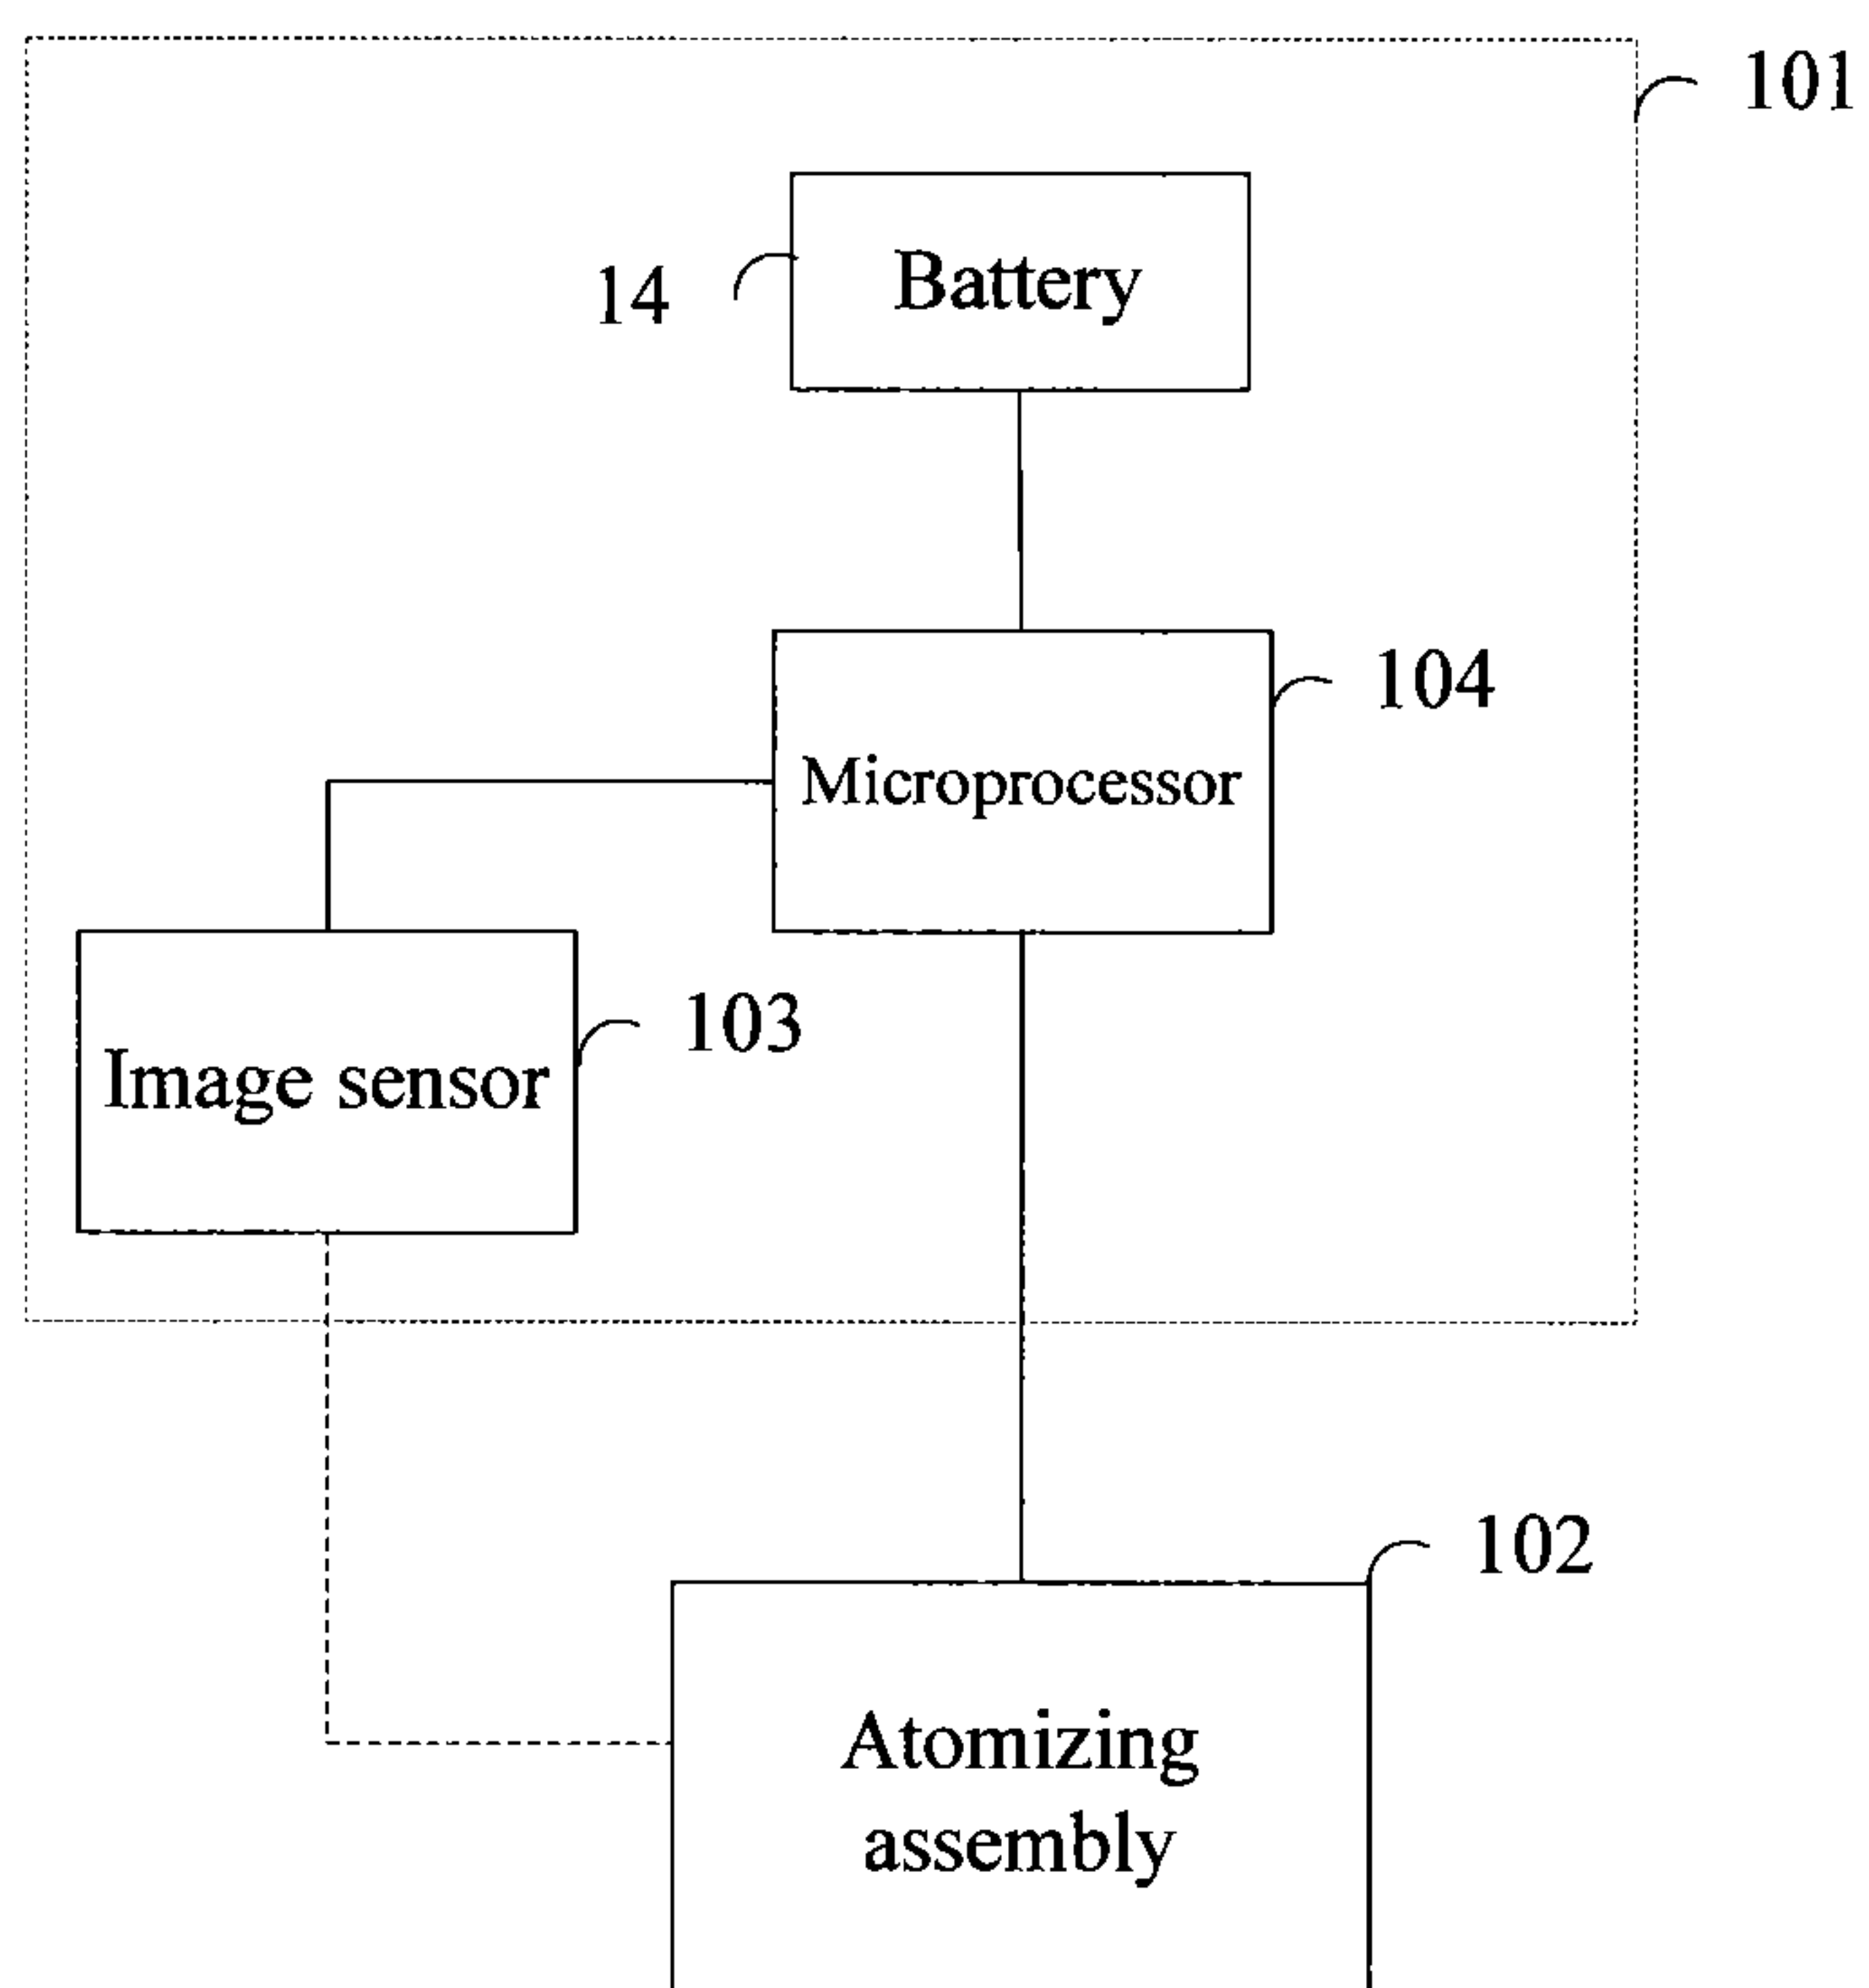 101
14
Battery
104
Microprocessor
103
Image sensor
102
Atomizing
assembly